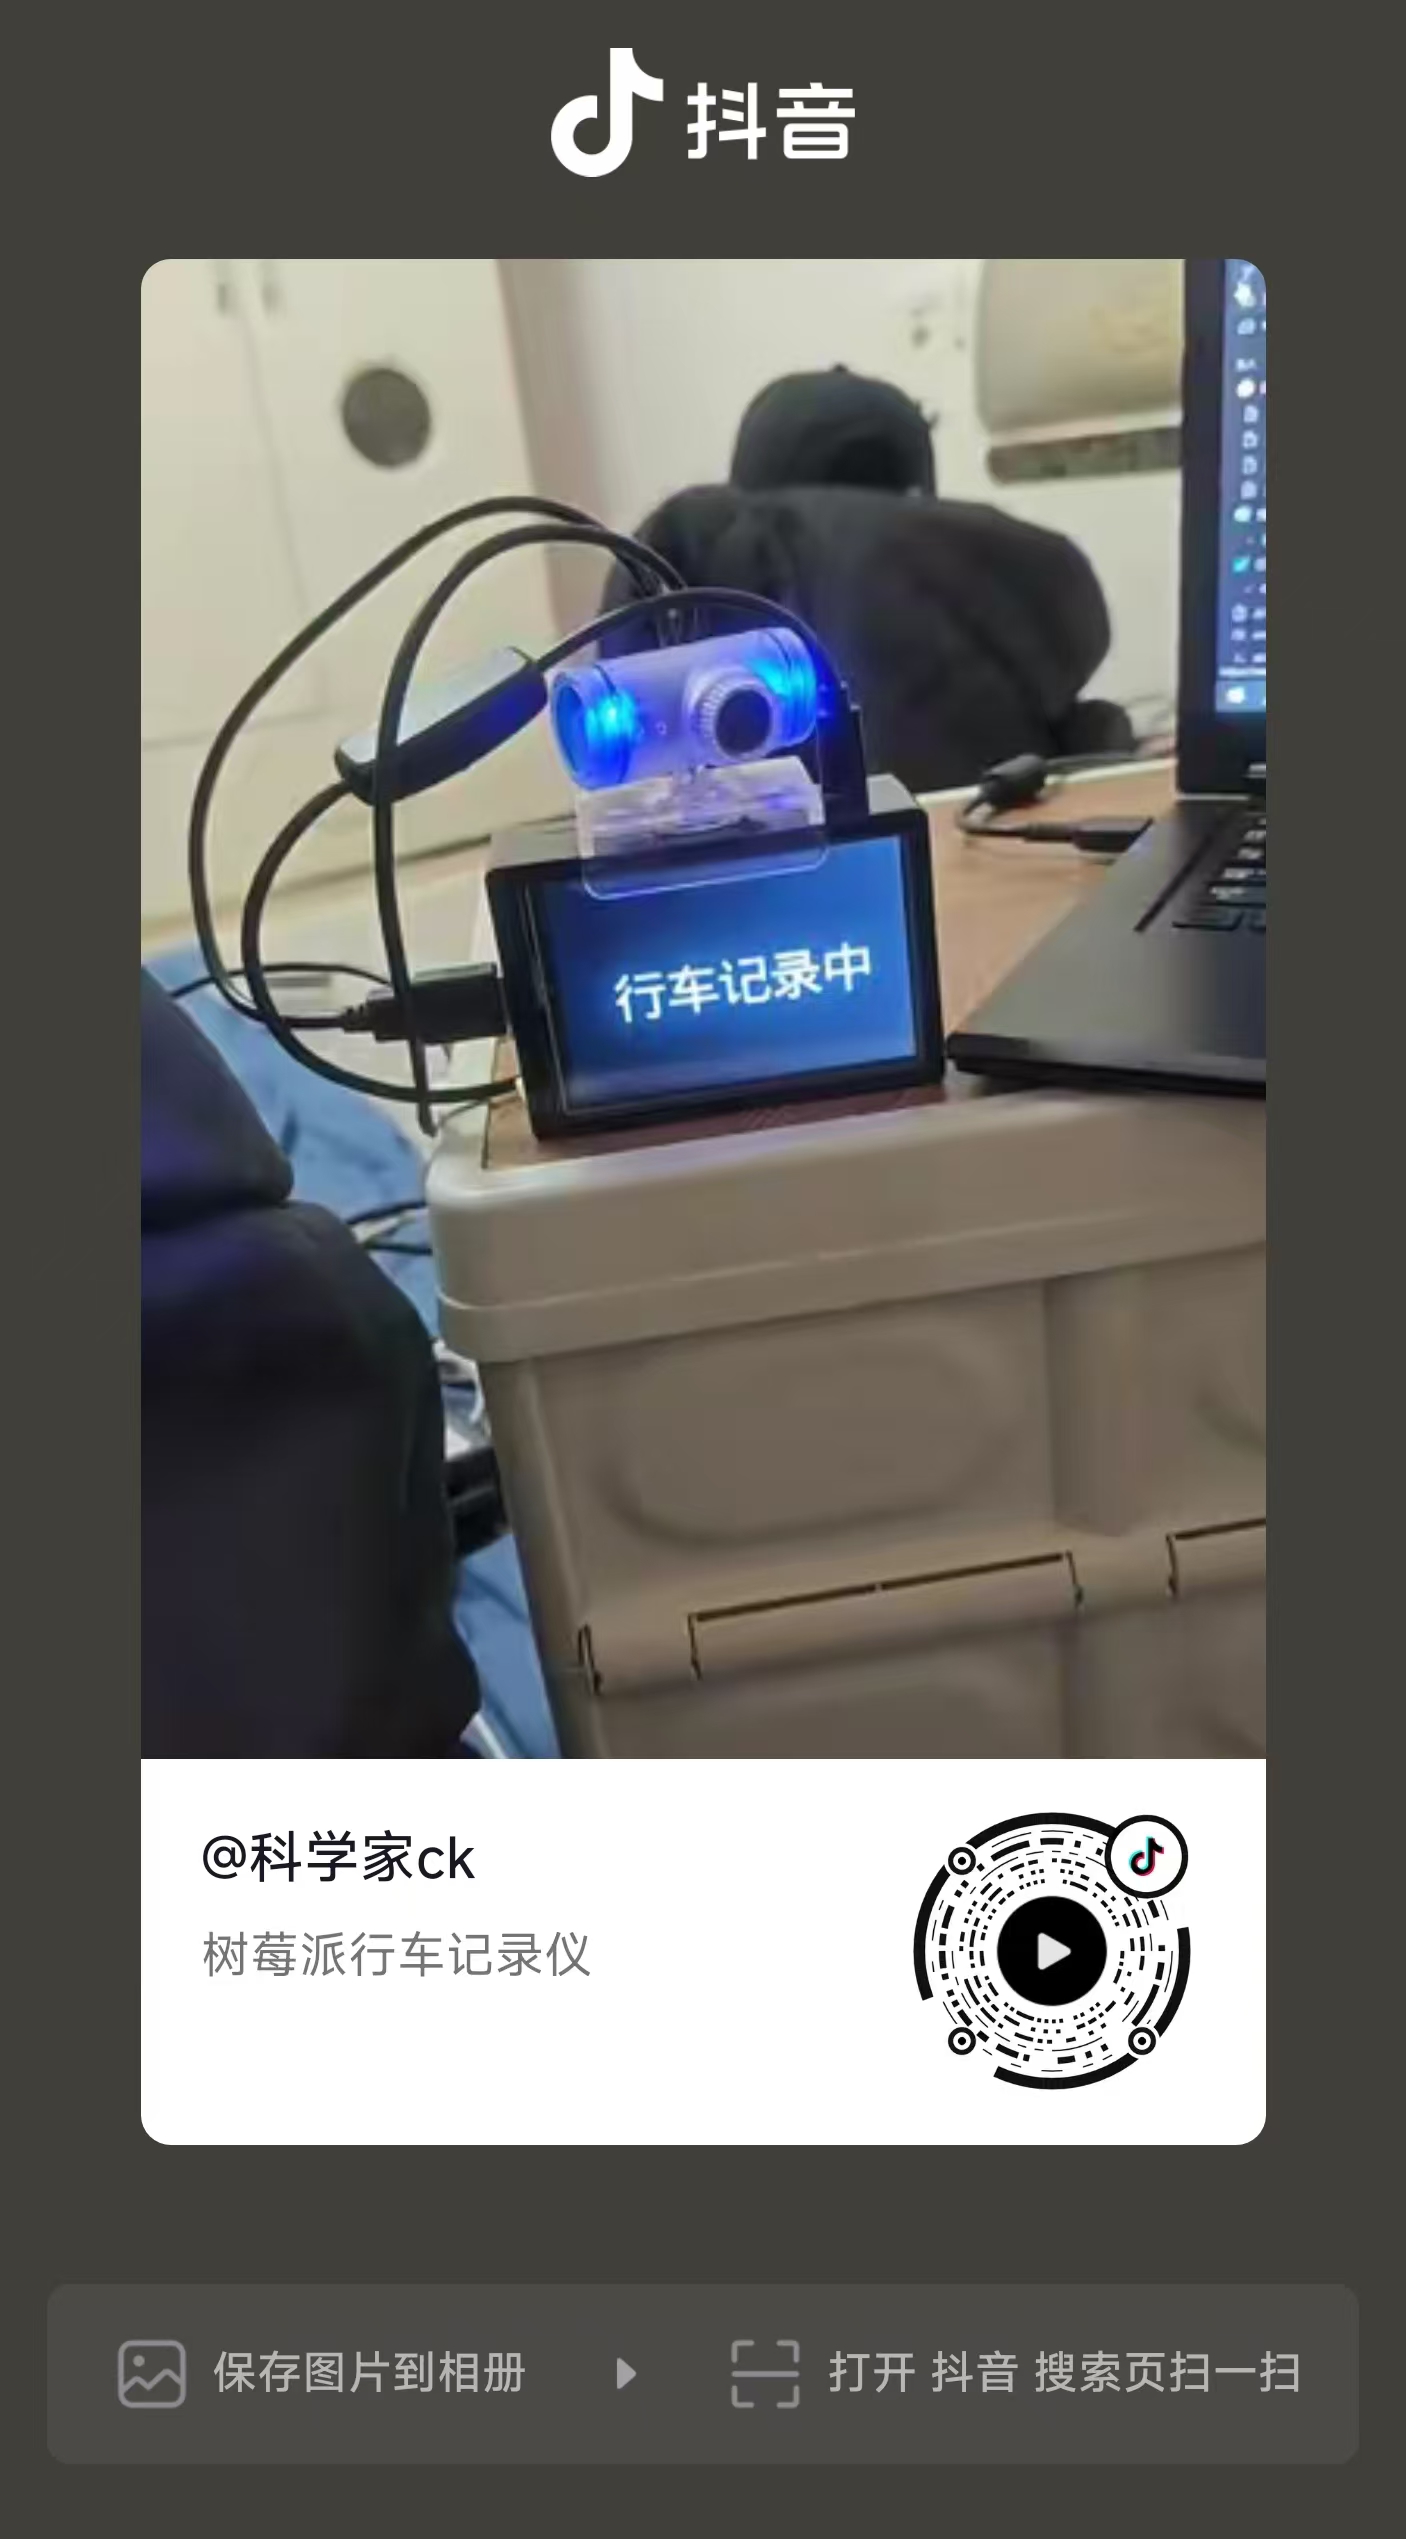 抖音
行车记录中
@科学家ck
树莓派行车记录仪
保存图片到相册
打开 抖音 搜索页扫一扫